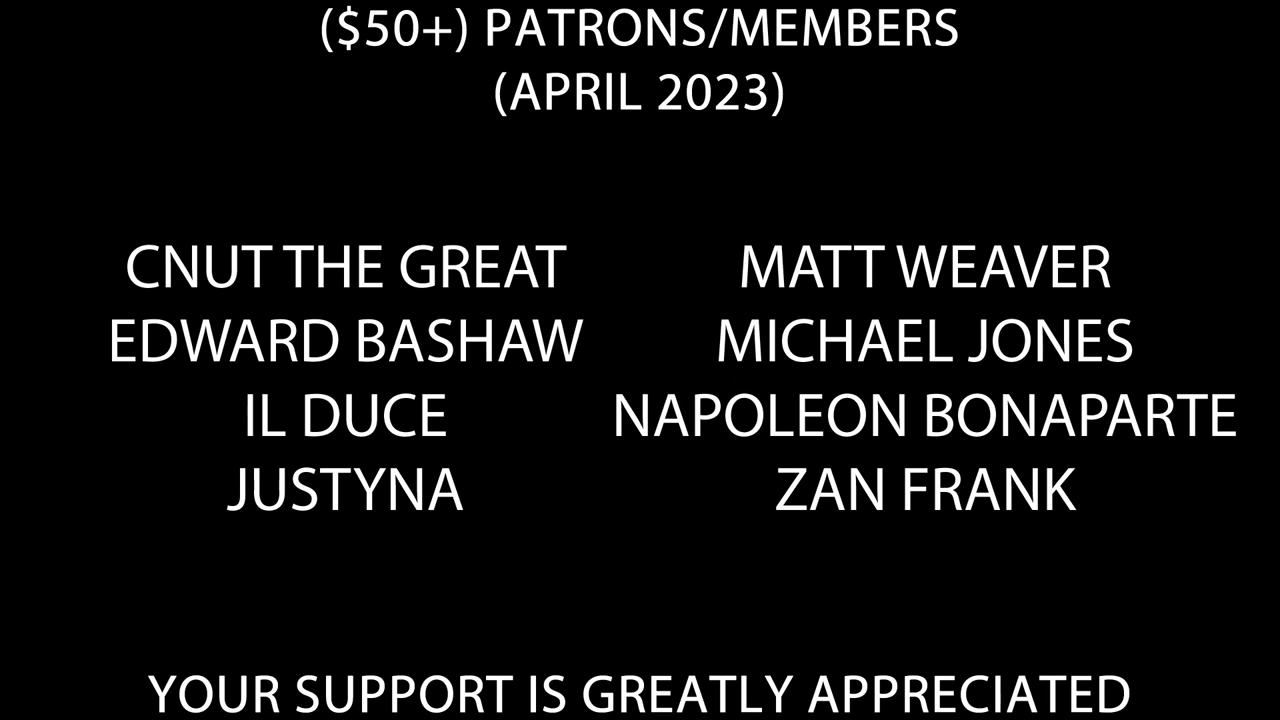 ($50+) PATRONS/MEMBERS
(APRIL 2023)
CNUT THE GREAT
EDWARD BASHAW
IL DUCE
JUSTYNA
MATT WEAVER
MICHAEL JONES
NAPOLEON BONAPARTE
ZAN FRANK
YOUR SUPPORT IS GREATLY APPRECIATED